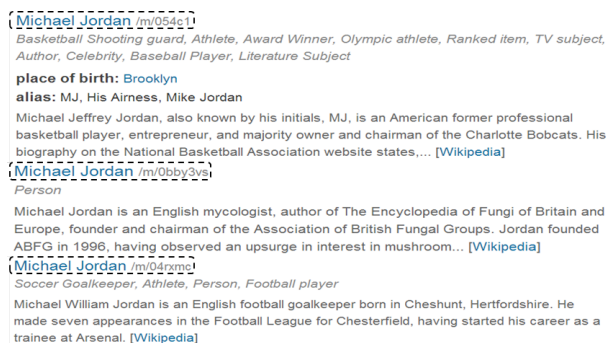 Michael Jordan /m/054c1
Basketball Shooting guard, Athlete, Award Winner, Olympic athlete, Ranked item, TV subject,
Author, Celebrity, Baseball Player, Literature Subject
place of birth: Brooklyn
alias: MJ, His Airness, Mike Jordan
Michael Jeffrey Jordan, also known by his initials, MJ, is an American former professional
basketball player, entrepreneur, and majority owner and chairman of the Charlotte Bobcats. His
biography on the National Basketball Association website states,... [Wikipedia]
Michael Jordan /m/0bby3vs
Person
Michael Jordan is an English mycologist, author of The Encyclopedia of Fungi of Britain and
Europe, founder and chairman of the Association of British Fungal Groups. Jordan founded
ABFG in 1996, having observed an upsurge in interest in mushroom... [Wikipedia]
Michael Jordan /m/04rxmc
Soccer Goalkeeper, Athlete, Person, Football player
Michael William Jordan is an English football goalkeeper born in Cheshunt, Hertfordshire. He
made seven appearances in the Football League for Chesterfield, having started his career as a
trainee at Arsenal. [Wikipedia]